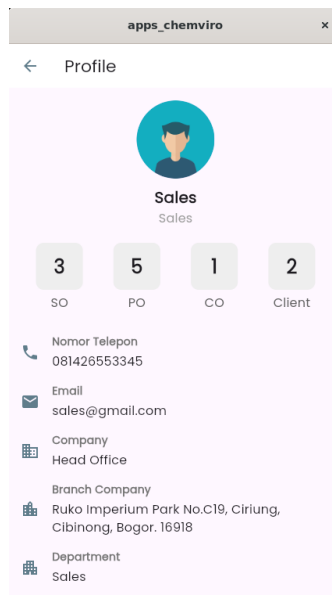 apps_chemviro ×
← Profile
Sales
Sales
3 5 1 2
SO PO CO Client
Nomor Telepon
081426553345
Email
sales@gmail.com
Company
Head Office
Branch Company
Ruko Imperium Park No.C19, Ciriung,
Cibinong, Bogor. 16918
Department
Sales